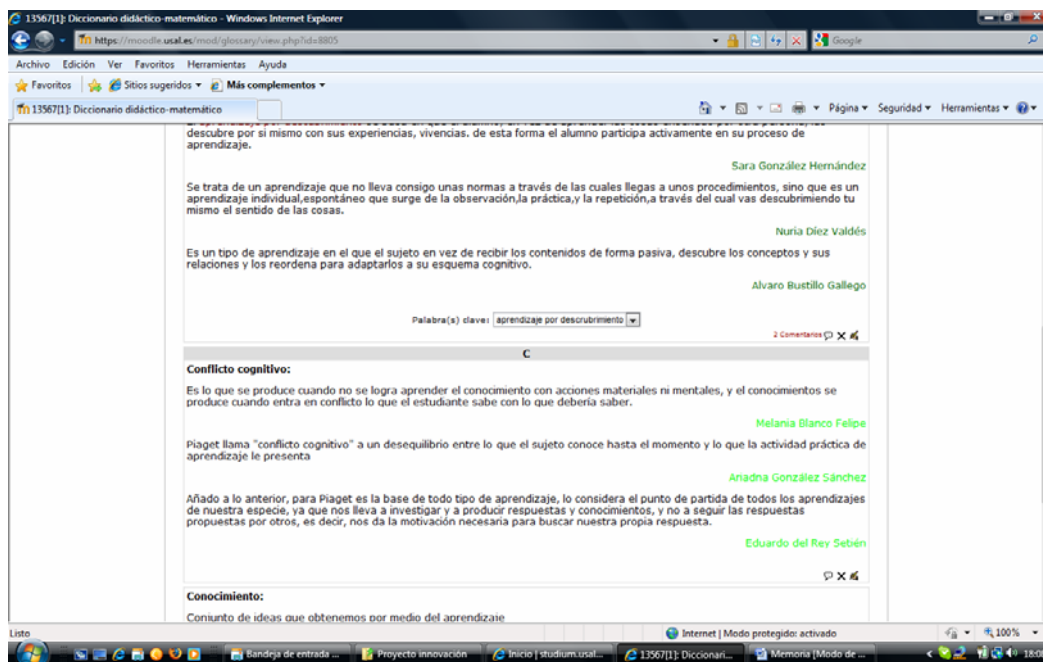 13567[1]: Diccionario didáctico-matemático - Windows Internet Explorer
https://moodle.usal.es/mod/glossary/view.php?id=8805
Google
Archivo Edición Ver Favoritos Herramientas Ayuda
Favoritos Sitios sugeridos Más complementos
13567[1]: Diccionario didáctico-matemático
Página Seguridad Herramientas
descubre por si mismo con sus experiencias, vivencias. de esta forma el alumno participa activamente en su proceso de
aprendizaje.
Sara González Hernández
Se trata de un aprendizaje que no lleva consigo unas normas a través de las cuales llegas a unos procedimientos, sino que es un
aprendizaje individual,espontáneo que surge de la observación,la práctica,y la repetición,a través del cual vas descubrimiendo tu
mismo el sentido de las cosas.
Nuria Díez Valdés
Es un tipo de aprendizaje en el que el sujeto en vez de recibir los contenidos de forma pasiva, descubre los conceptos y sus
relaciones y los reordena para adaptarlos a su esquema cognitivo.
Alvaro Bustillo Gallego
Palabra(s) clave: aprendizaje por descrubrimiento
2 Comentarios
C
Conflicto cognitivo:
Es lo que se produce cuando no se logra aprender el conocimiento con acciones materiales ni mentales, y el conocimientos se
produce cuando entra en conflicto lo que el estudiante sabe con lo que debería saber.
Melania Blanco Felipe
Piaget llama "conflicto cognitivo" a un desequilibrio entre lo que el sujeto conoce hasta el momento y lo que la actividad práctica de
aprendizaje le presenta
Ariadna González Sánchez
Añado a lo anterior, para Piaget es la base de todo tipo de aprendizaje, lo considera el punto de partida de todos los aprendizajes
de nuestra especie, ya que nos lleva a investigar y a producir respuestas y conocimientos, y no a seguir las respuestas
propuestas por otros, es decir, nos da la motivación necesaria para buscar nuestra propia respuesta.
Eduardo del Rey Setién
Conocimiento:
Conjunto de ideas que obtenemos por medio del aprendizaje
Listo
Internet | Modo protegido: activado
100%
Bandeja de entrada ... Proyecto innovación Inicio | studium.usal... 13567[1]: Diccionari... Memoria [Modo de ...
18:08